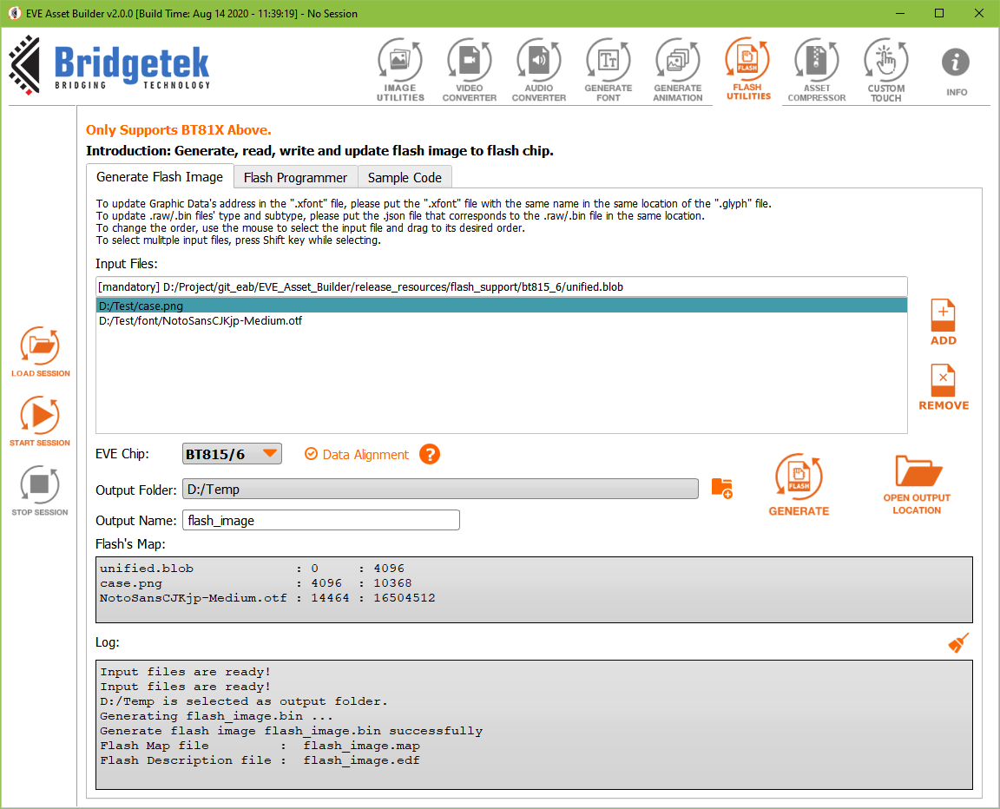 EVE Asset Builder v2.0.0 [Build Time: Aug 14 2020 - 11:39:19] - No Session
Bridgetek
BRIDGING TECHNOLOGY
IMAGE UTILITIES
VIDEO CONVERTER
AUDIO CONVERTER
GENERATE FONT
GENERATE ANIMATION
FLASH
FLASH UTILITIES
ASSET COMPRESSOR
CUSTOM TOUCH
INFO
LOAD SESSION
START SESSION
STOP SESSION
Only Supports BT81X Above.
Introduction: Generate, read, write and update flash image to flash chip.
Generate Flash Image
Flash Programmer
Sample Code
To update Graphic Data's address in the ".xfont" file, please put the ".xfont" file with the same name in the same location of the ".glyph" file.
To update .raw/.bin files' type and subtype, please put the .json file that corresponds to the .raw/.bin file in the same location.
To change the order, use the mouse to select the input file and drag to its desired order.
To select mulitple input files, press Shift key while selecting.
Input Files:
[mandatory] D:/Project/git_eab/EVE_Asset_Builder/release_resources/flash_support/bt815_6/unified.blob
D:/Test/case.png
D:/Test/font/NotoSansCJKjp-Medium.otf
ADD
REMOVE
EVE Chip:
BT815/6
Data Alignment
?
Output Folder:
D:/Temp
FLASH
GENERATE
OPEN OUTPUT
LOCATION
Output Name:
flash_image
Flash's Map:
unified.blob : 0 : 4096
case.png : 4096 : 10368
NotoSansCJKjp-Medium.otf : 14464 : 16504512
Log:
Input files are ready!
Input files are ready!
D:/Temp is selected as output folder.
Generating flash_image.bin ...
Generate flash image flash_image.bin successfully
Flash Map file : flash_image.map
Flash Description file : flash_image.edf